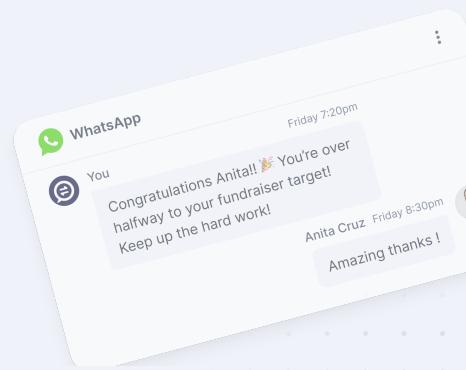 WhatsApp
You
Friday 7:20pm
Congratulations Anita!! 🎉 You're over
halfway to your fundraiser target!
Keep up the hard work!
Anita Cruz Friday 8:30pm
Amazing thanks !